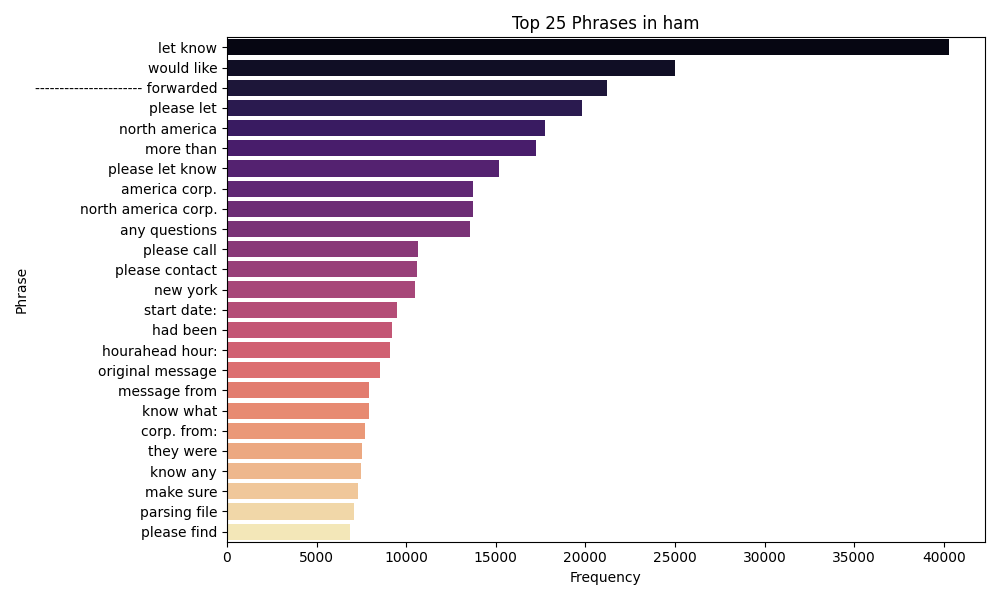 Top 25 Phrases in ham
let know
would like
---------------------- forwarded
please let
north america
more than
please let know
america corp.
north america corp.
any questions
please call
please contact
new york
start date:
had been
hourahead hour:
original message
message from
know what
corp. from:
they were
know any
make sure
parsing file
please find
Phrase
0 5000 10000 15000 20000 25000 30000 35000 40000
Frequency